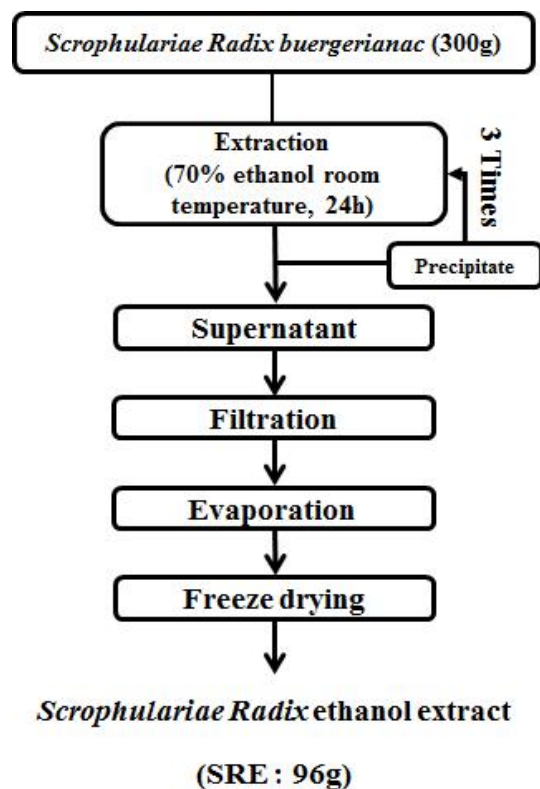 Scrophulariae Radix buergerianac (300g)
Extraction
(70% ethanol room
temperature, 24h)
3 Times
Precipitate
Supernatant
Filtration
Evaporation
Freeze drying
Scrophulariae Radix ethanol extract
(SRE : 96g)